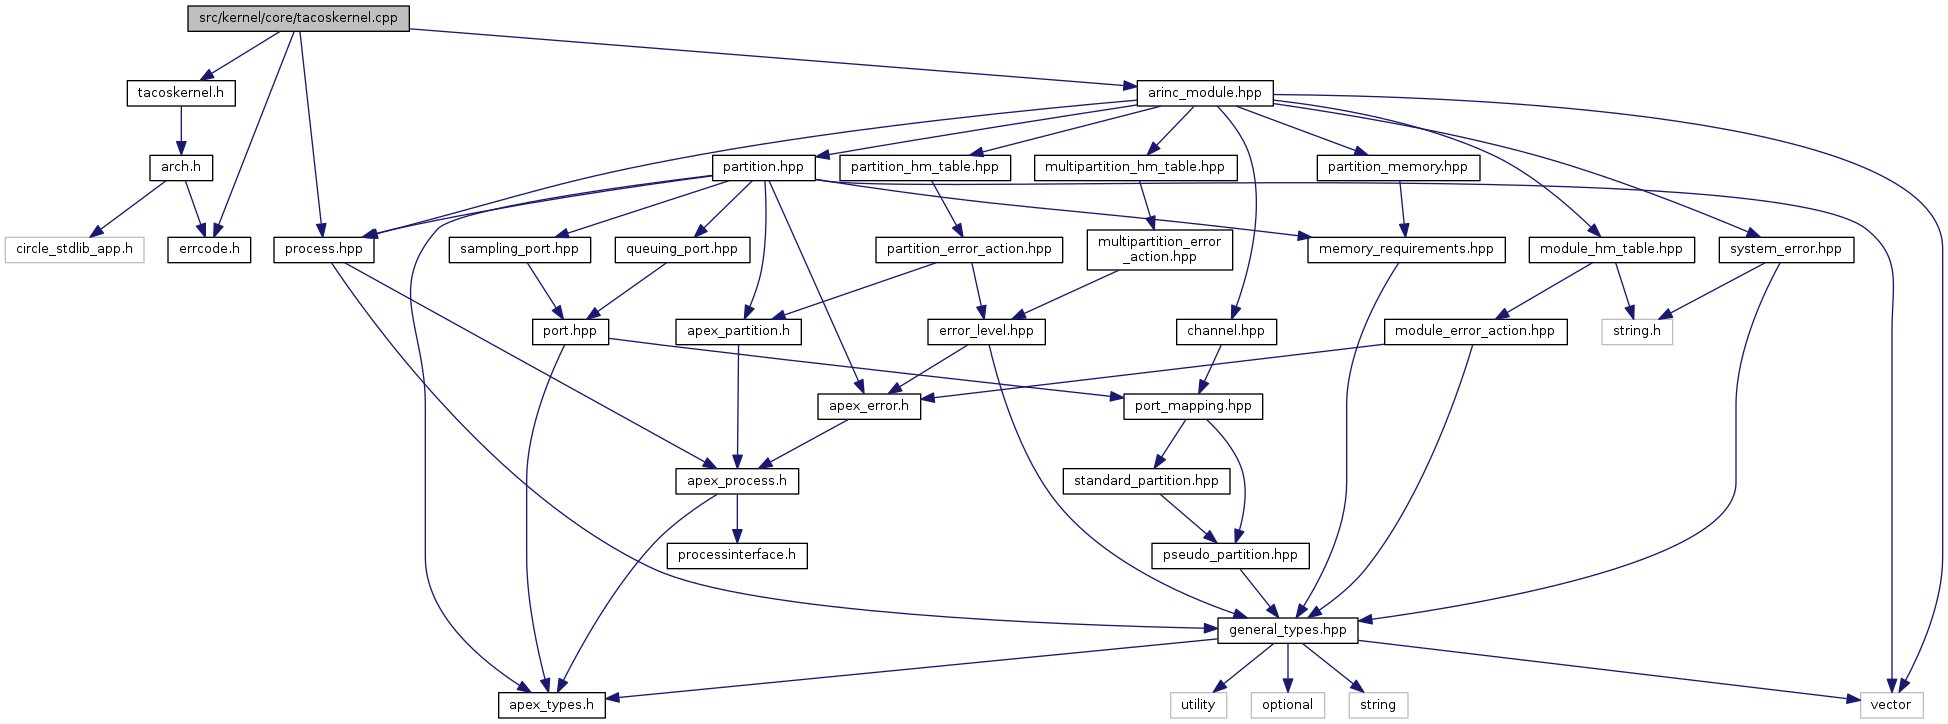 src/kernel/core/tacoskernel.cpp
tacoskernel.h
arinc_module.hpp
arch.h
partition.hpp
partition_hm_table.hpp
multipartition_hm_table.hpp
partition_memory.hpp
circle_stdlib_app.h
errcode.h
process.hpp
sampling_port.hpp
queuing_port.hpp
partition_error_action.hpp
multipartition_error
_action.hpp
memory_requirements.hpp
module_hm_table.hpp
system_error.hpp
port.hpp
apex_partition.h
error_level.hpp
channel.hpp
module_error_action.hpp
string.h
apex_error.h
port_mapping.hpp
apex_process.h
standard_partition.hpp
processinterface.h
pseudo_partition.hpp
general_types.hpp
apex_types.h
utility
optional
string
vector